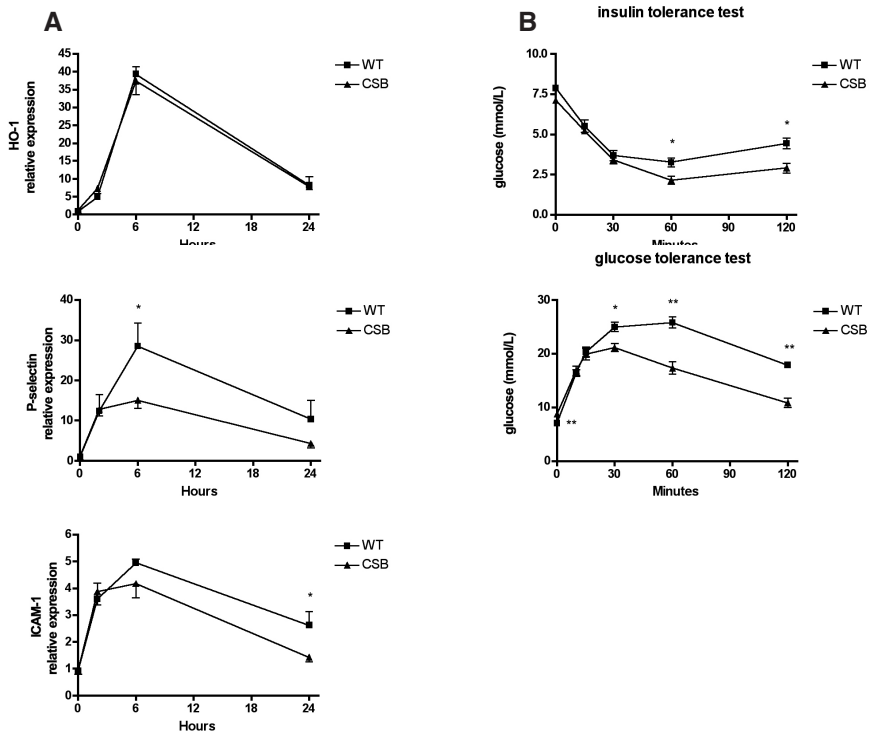 A
B
insulin tolerance test
HO-1
relative expression
45
40
35
30
25
20
15
10
5
0
0 6 12 18 24
Hours
WT
CSB
glucose (mmol/L)
10.0
7.5
5.0
2.5
0.0
* *
0 30 60 90 120
Minutes
WT
CSB
P-selectin
relative expression
40
30
20
10
0
*
0 6 12 18 24
Hours
WT
CSB
glucose tolerance test
glucose (mmol/L)
30
20
10
0
** * ** **
0 30 60 90 120
Minutes
WT
CSB
ICAM-1
relative expression
6
5
4
3
2
1
0
*
0 6 12 18 24
Hours
WT
CSB